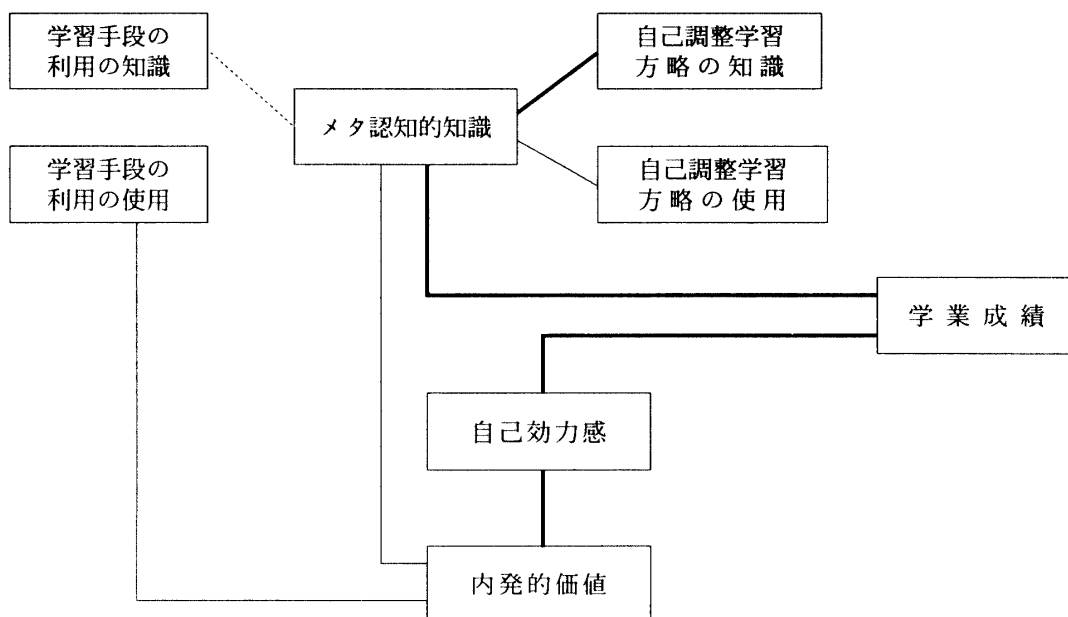 学習手段の
利用の知識
自己調整学習
方略の知識
メタ認知的知識
学習手段の
利用の使用
自己調整学習
方略の使用
学業成績
自己効力感
内発的価値